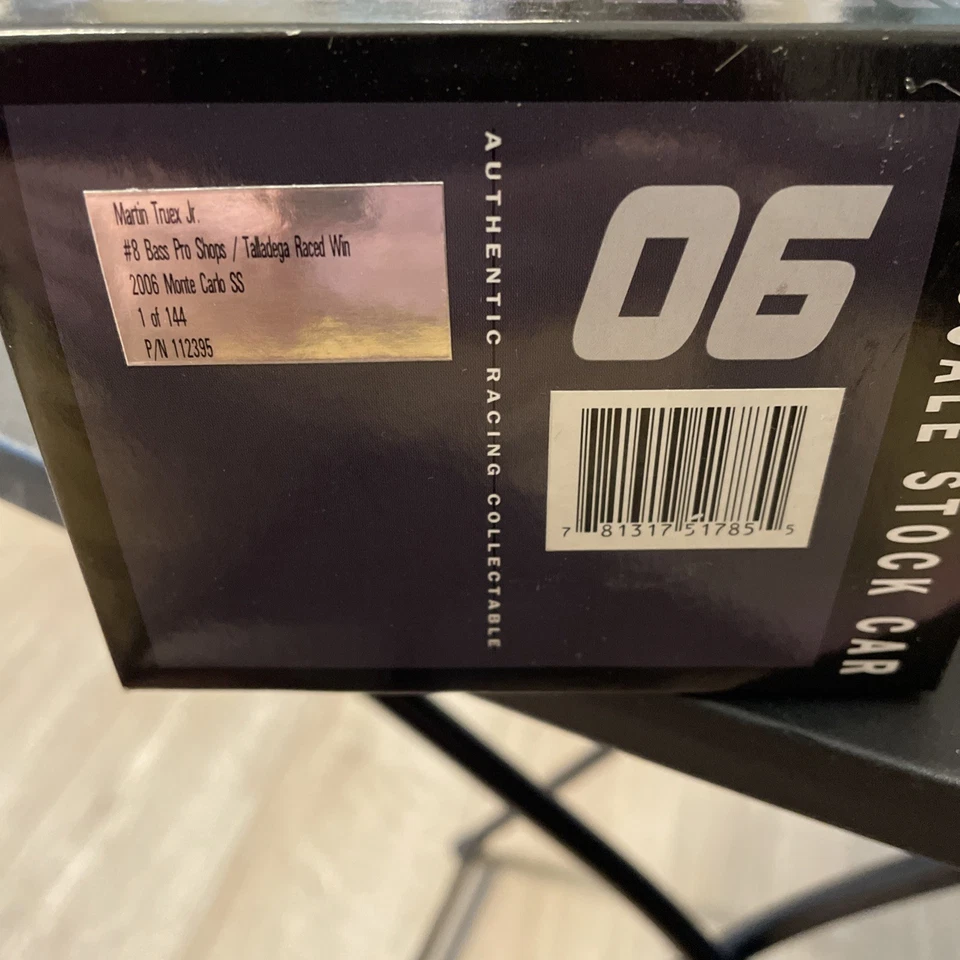 Martin Truex Jr.
#8 Bass Pro Shops / Talladega Raced Win
2006 Monte Carlo SS
1 of 144
P/N 112395
AUTHENTIC RACING COLLECTABLE
06
7 81317 51785 5
STOCK CAR